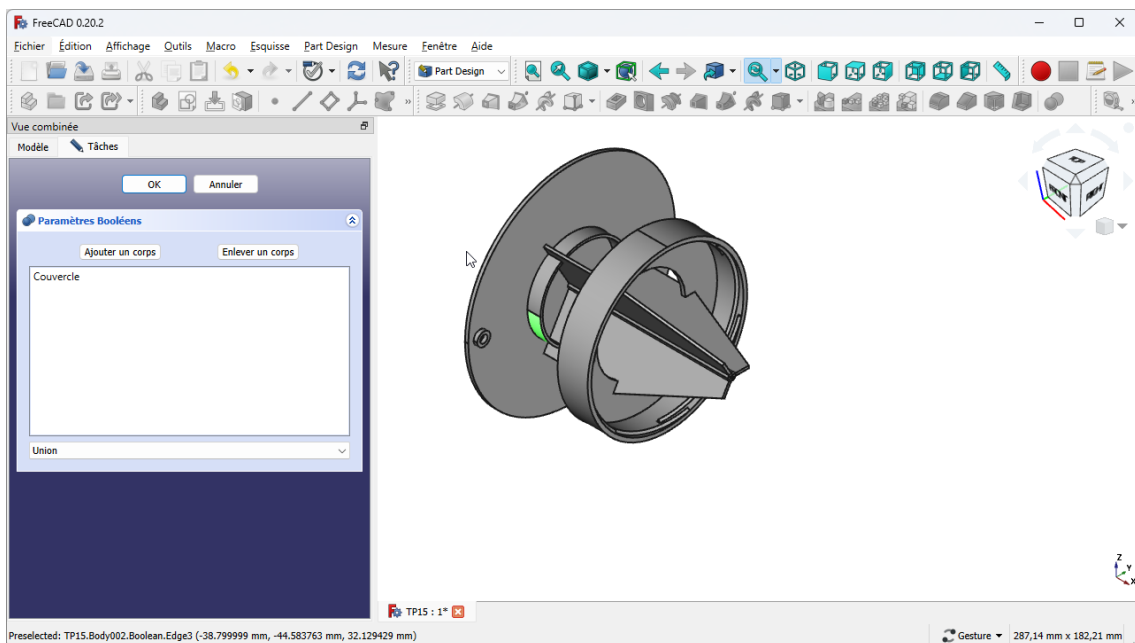 FreeCAD 0.20.2
Fichier Édition Affichage Outils Macro Esquisse Part Design Mesure Fenêtre Aide
Part Design
Vue combinée
Modèle Tâches
OK Annuler
Paramètres Booléens
Ajouter un corps Enlever un corps
Couvercle
Union
Z
Y
X
TP15 : 1*
Preselected: TP15.Body002.Boolean.Edge3 (-38.799999 mm, -44.583763 mm, 32.129429 mm)
Gesture 287,14 mm x 182,21 mm